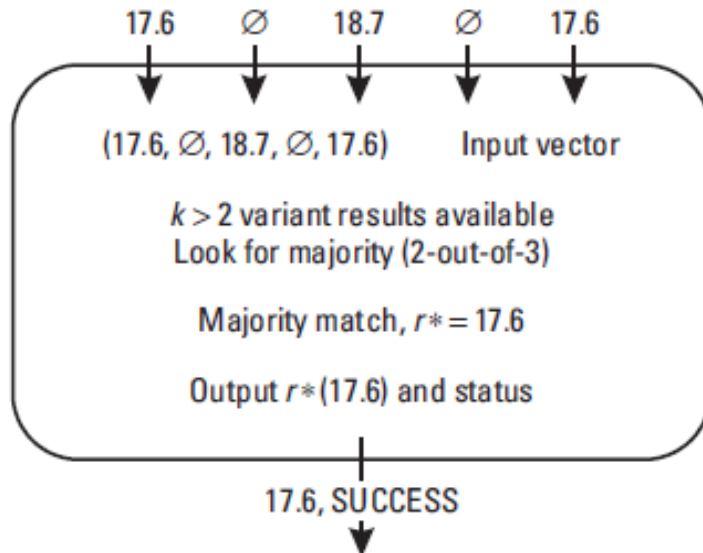 17.6 ∅ 18.7 ∅ 17.6
(17.6, ∅, 18.7, ∅, 17.6) Input vector
k > 2 variant results available
Look for majority (2-out-of-3)
Majority match, r* = 17.6
Output r* (17.6) and status
17.6, SUCCESS